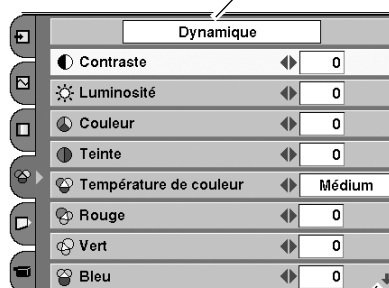 Dynamique
Contraste 0
Luminosité 0
Couleur 0
Teinte 0
Température de couleur Médium
Rouge 0
Vert 0
Bleu 0